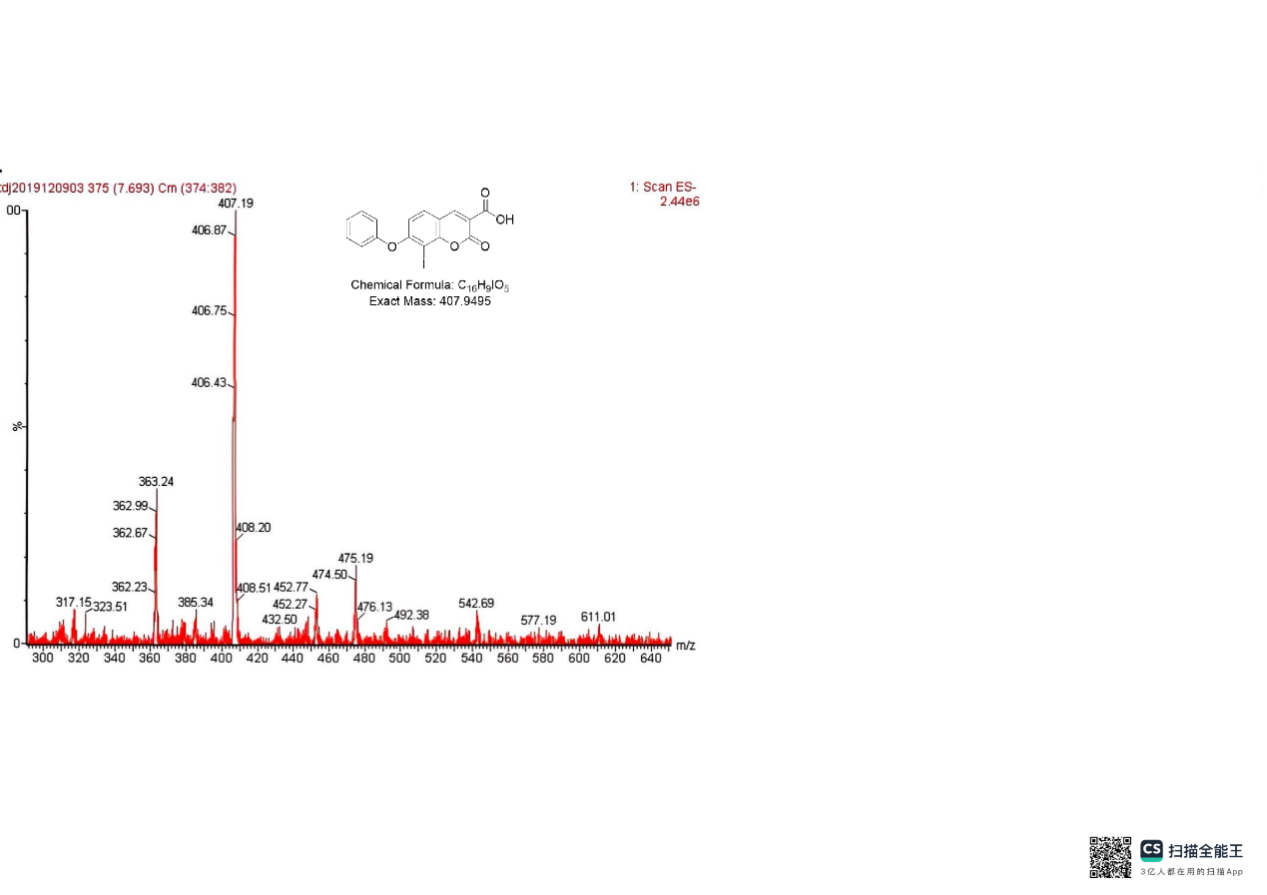 cdj2019120903 375 (7.693) Cm (374:382)
1: Scan ES-
2.44e6
00
407.19
406.87
406.75
406.43
O
OH
O
O
O
I
Chemical Formula: C16H9IO5
Exact Mass: 407.9495
%
363.24
362.99
362.67
362.23
408.20
408.51
475.19
474.50
452.77
452.27
476.13
492.38
432.50
317.15
323.51
385.34
542.69
577.19
611.01
0
300 320 340 360 380 400 420 440 460 480 500 520 540 560 580 600 620 640
m/z
CS 扫描全能王
3亿人都在用的扫描App